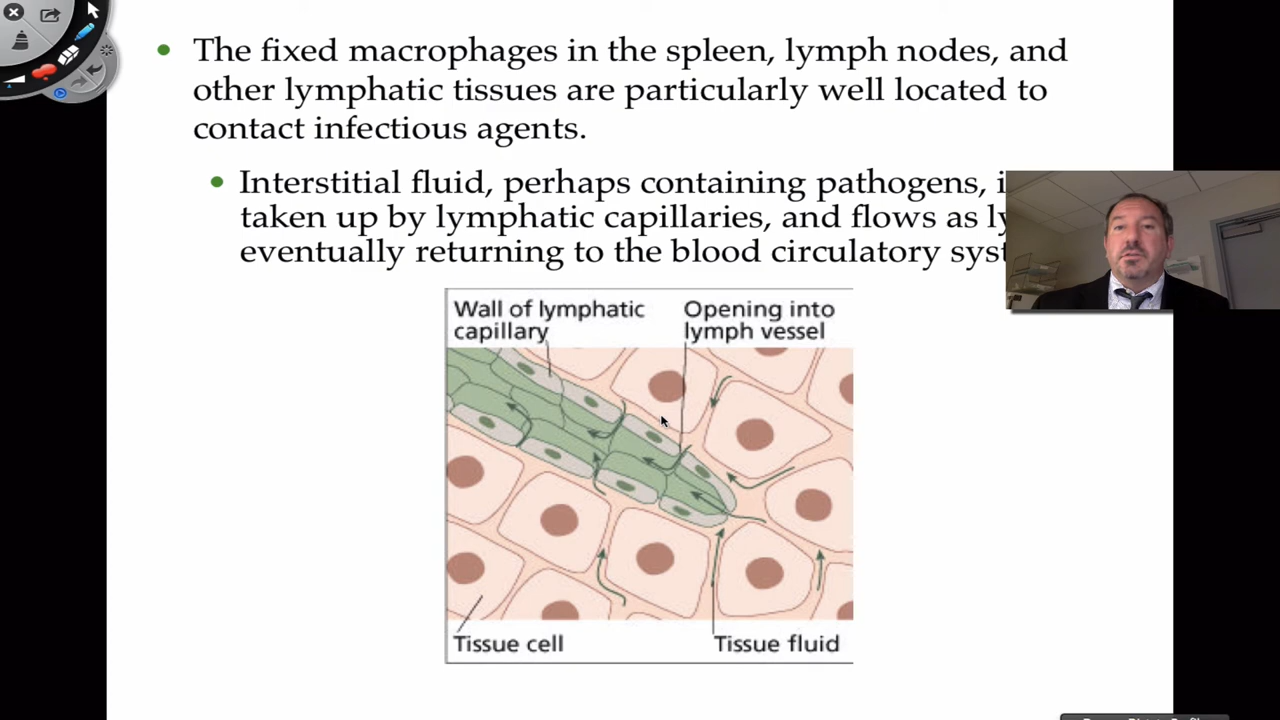 The fixed macrophages in the spleen, lymph nodes, and
other lymphatic tissues are particularly well located to
contact infectious agents.
Interstitial fluid, perhaps containing pathogens,
taken up by lymphatic capillaries, and flows as
eventually returning to the blood circulatory
Wall of lymphatic
capillary
Opening into
lymph vessel
Tissue cell
Tissue fluid